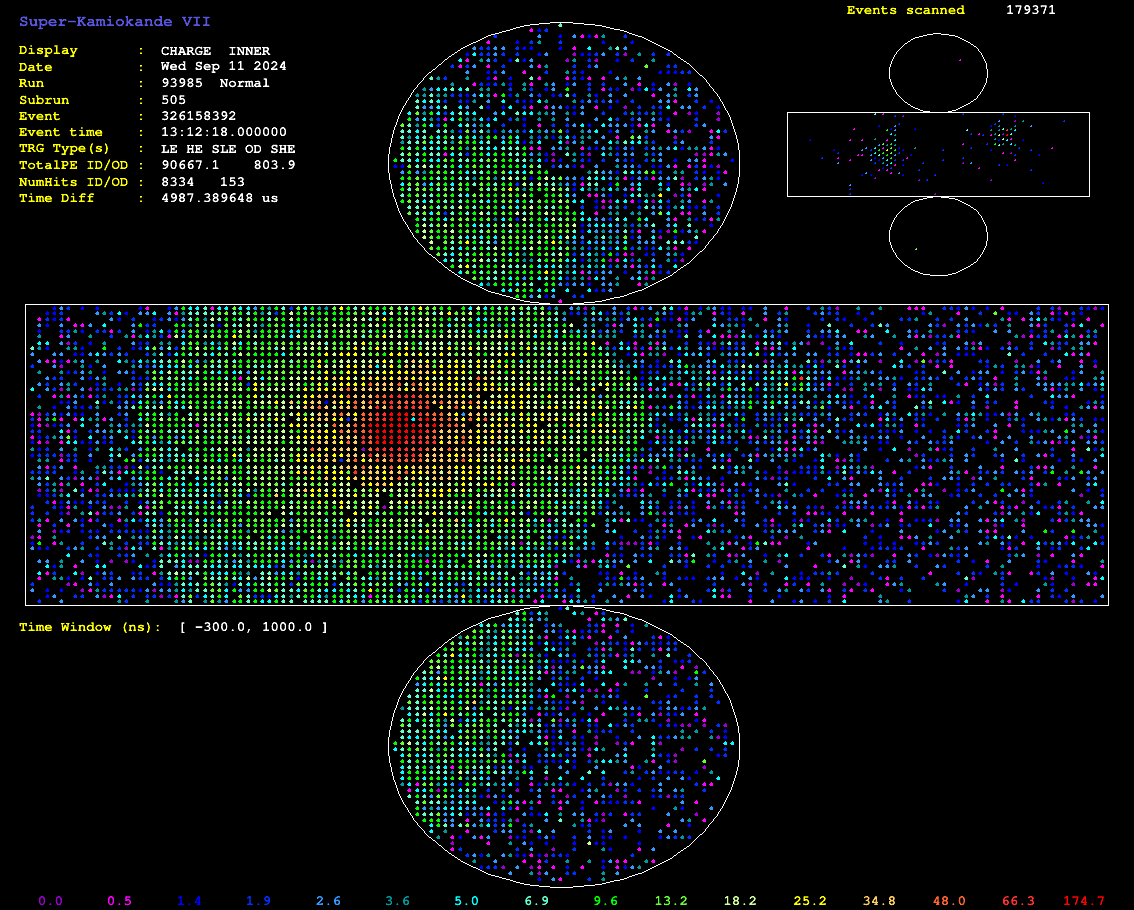 Super-Kamiokande VII
Display : CHARGE INNER
Date : Wed Sep 11 2024
Run : 93985 Normal
Subrun : 505
Event : 326158392
Event time : 13:12:18.000000
TRG Type(s) : LE HE SLE OD SHE
TotalPE ID/OD : 90667.1 803.9
NumHits ID/OD : 8334 153
Time Diff : 4987.389648 us
Events scanned 179371
Time Window (ns): [ -300.0, 1000.0 ]
0.0 0.5 1.4 1.9 2.6 3.6 5.0 6.9 9.6 13.2 18.2 25.2 34.8 48.0 66.3 174.7